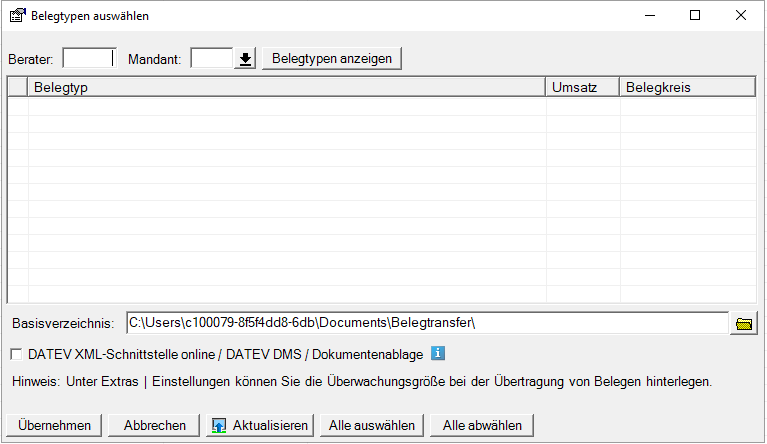 Belegtypen auswählen
Berater: Mandant: Belegtypen anzeigen
Belegtyp Umsatz Belegkreis
Basisverzeichnis: C:\Users\c100079-8f5f4dd8-6db\Documents\Belegtransfer\
DATEV XML-Schnittstelle online / DATEV DMS / Dokumentenablage i
Hinweis: Unter Extras | Einstellungen können Sie die Überwachungsgröße bei der Übertragung von Belegen hinterlegen.
Übernehmen Abbrechen Aktualisieren Alle auswählen Alle abwählen